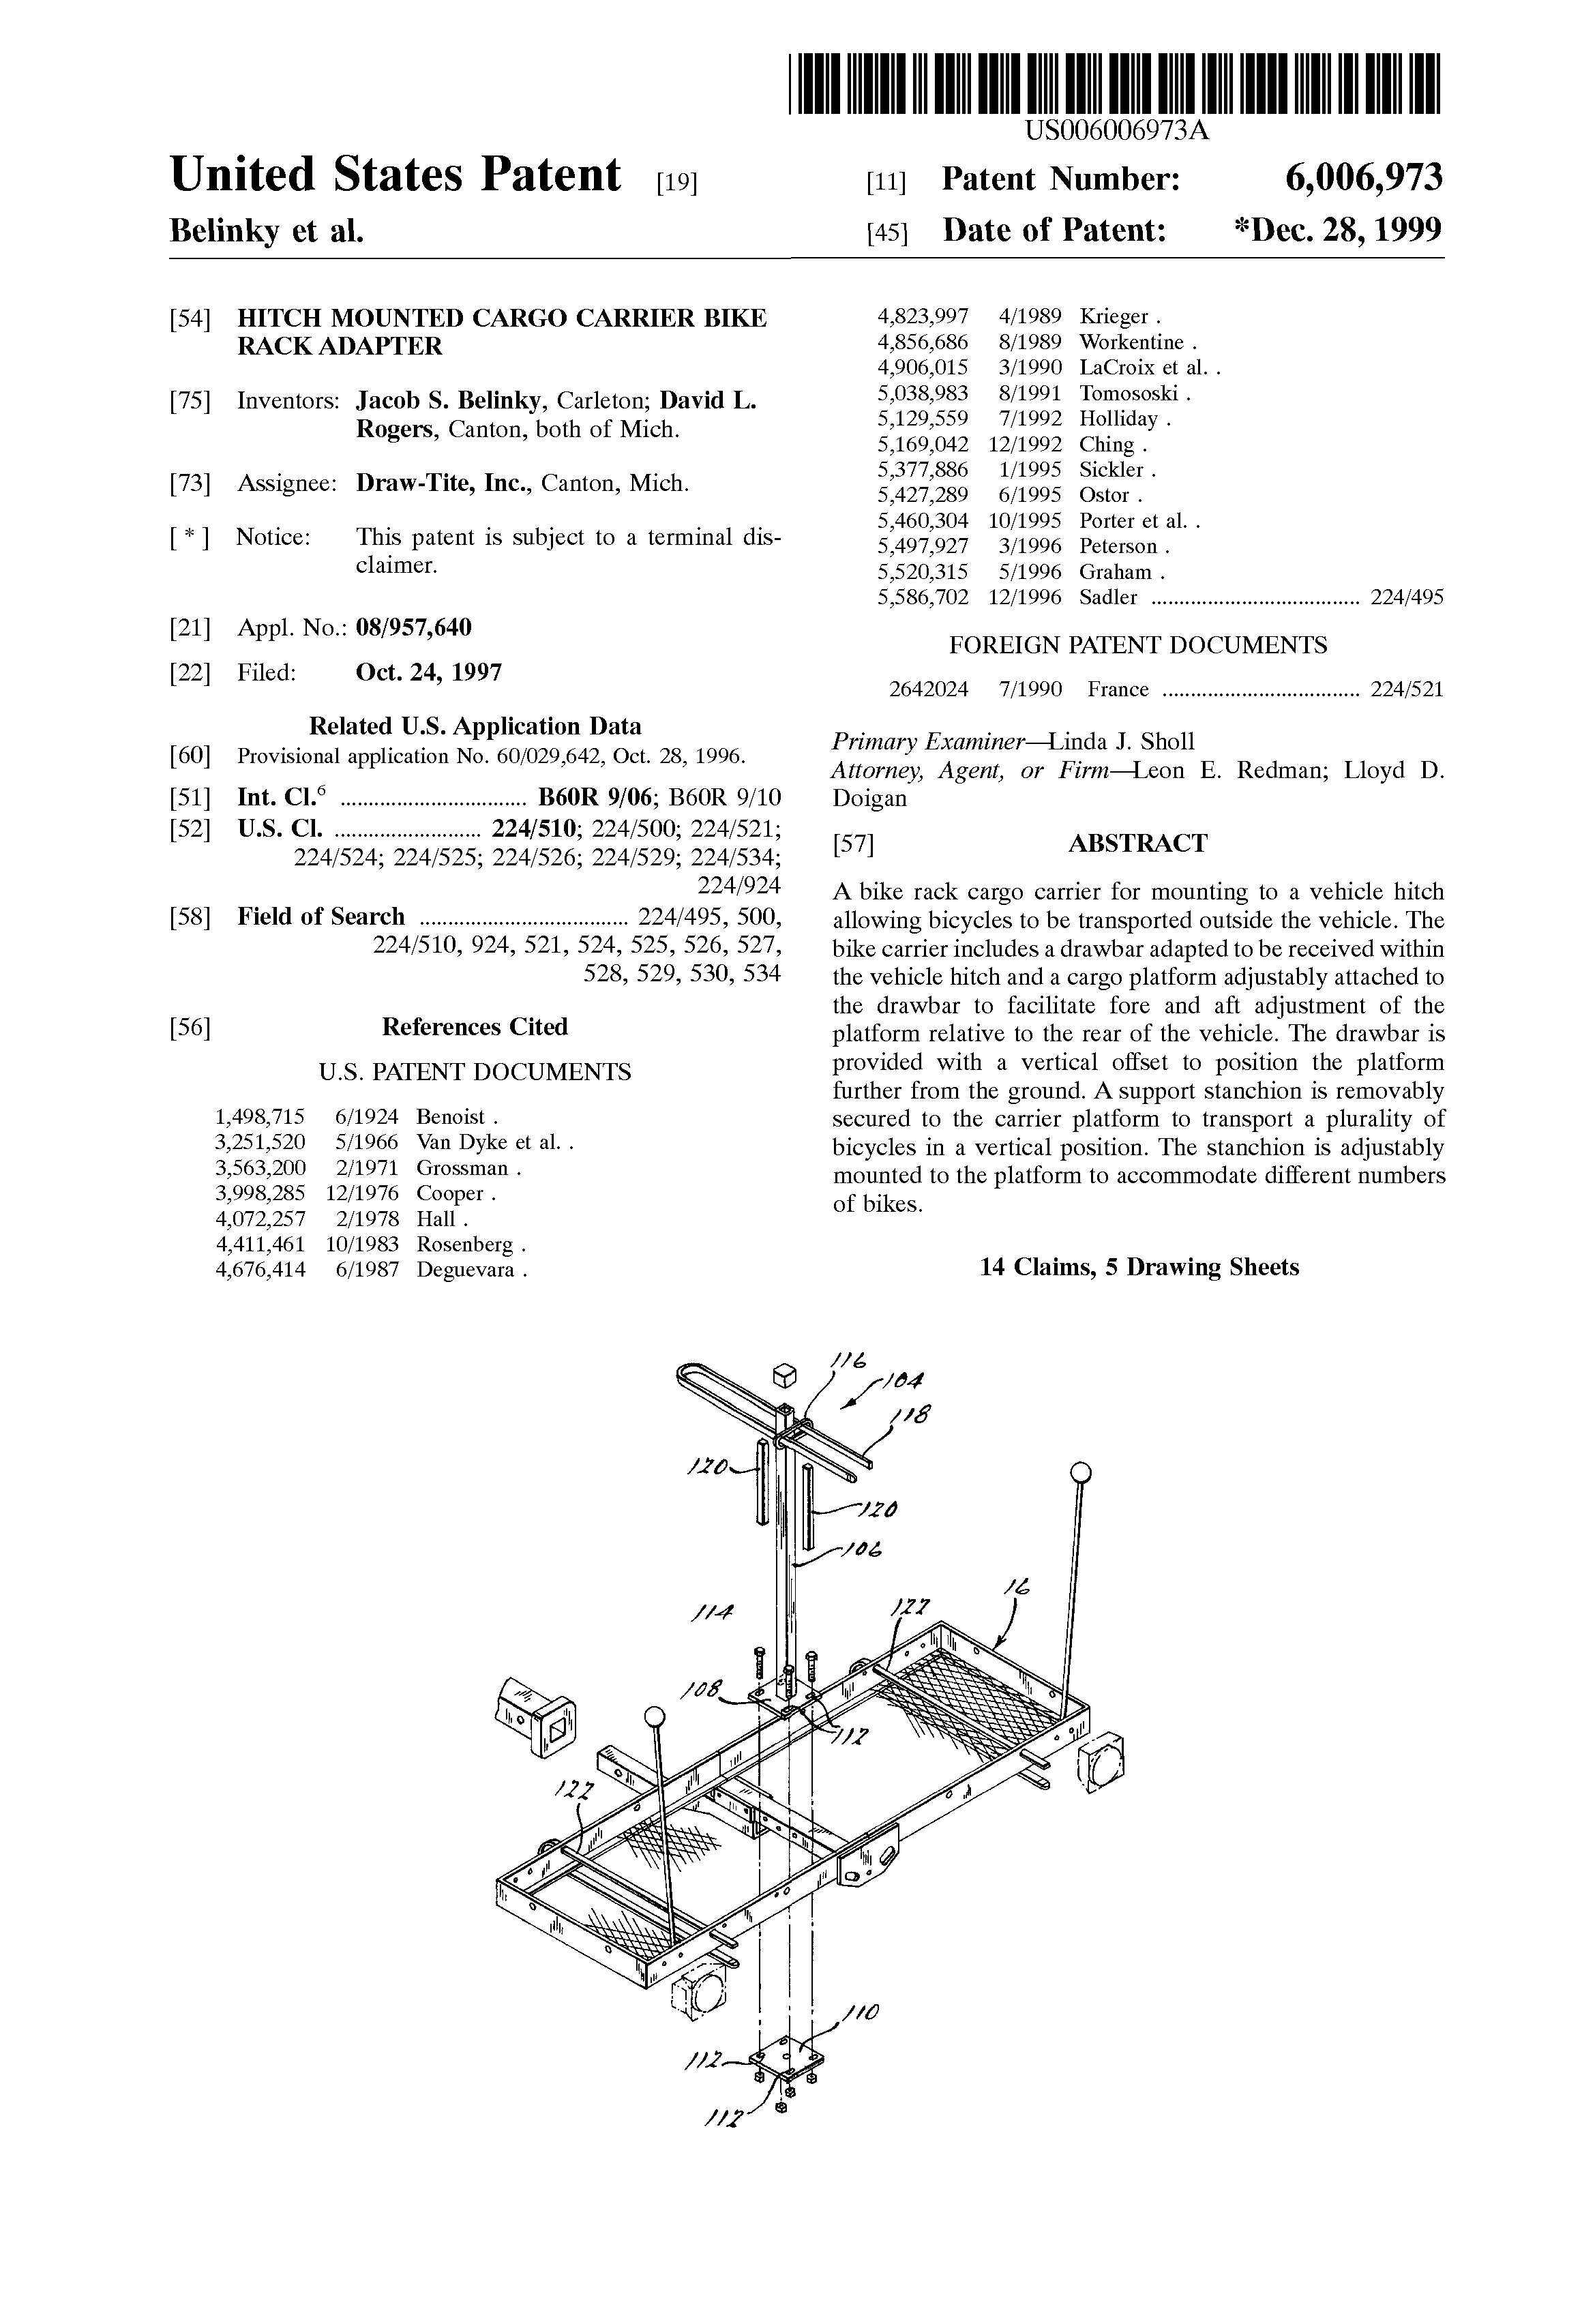 US006006973A
United States Patent [19]
Belinky et al.
[11] Patent Number: 6,006,973
[45] Date of Patent: *Dec. 28, 1999
[54] HITCH MOUNTED CARGO CARRIER BIKE
RACK ADAPTER
[75] Inventors: Jacob S. Belinky, Carleton; David L.
Rogers, Canton, both of Mich.
[73] Assignee: Draw-Tite, Inc., Canton, Mich.
[ * ] Notice: This patent is subject to a terminal dis-
claimer.
[21] Appl. No.: 08/957,640
[22] Filed: Oct. 24, 1997
Related U.S. Application Data
[60] Provisional application No. 60/029,642, Oct. 28, 1996.
[51] Int. Cl.⁶ ................................ B60R 9/06; B60R 9/10
[52] U.S. Cl. ......................... 224/510; 224/500; 224/521;
224/524; 224/525; 224/526; 224/529; 224/534;
224/924
[58] Field of Search .................................... 224/495, 500,
224/510, 924, 521, 524, 525, 526, 527,
528, 529, 530, 534
[56] References Cited
U.S. PATENT DOCUMENTS
1,498,715 6/1924 Benoist .
3,251,520 5/1966 Van Dyke et al. .
3,563,200 2/1971 Grossman .
3,998,285 12/1976 Cooper .
4,072,257 2/1978 Hall .
4,411,461 10/1983 Rosenberg .
4,676,414 6/1987 Deguevara .
4,823,997 4/1989 Krieger .
4,856,686 8/1989 Workentine .
4,906,015 3/1990 LaCroix et al. .
5,038,983 8/1991 Tomososki .
5,129,559 7/1992 Holliday .
5,169,042 12/1992 Ching .
5,377,886 1/1995 Sickler .
5,427,289 6/1995 Ostor .
5,460,304 10/1995 Porter et al. .
5,497,927 3/1996 Peterson .
5,520,315 5/1996 Graham .
5,586,702 12/1996 Sadler ..................................... 224/495
FOREIGN PATENT DOCUMENTS
2642024 7/1990 France ................................... 224/521
Primary Examiner—Linda J. Sholl
Attorney, Agent, or Firm—Leon E. Redman; Lloyd D.
Doigan
[57] ABSTRACT
A bike rack cargo carrier for mounting to a vehicle hitch
allowing bicycles to be transported outside the vehicle. The
bike carrier includes a drawbar adapted to be received within
the vehicle hitch and a cargo platform adjustably attached to
the drawbar to facilitate fore and aft adjustment of the
platform relative to the rear of the vehicle. The drawbar is
provided with a vertical offset to position the platform
further from the ground. A support stanchion is removably
secured to the carrier platform to transport a plurality of
bicycles in a vertical position. The stanchion is adjustably
mounted to the platform to accommodate different numbers
of bikes.
14 Claims, 5 Drawing Sheets
116
104
118
120
120
106
16
122
114
108
112
122
110
112
112